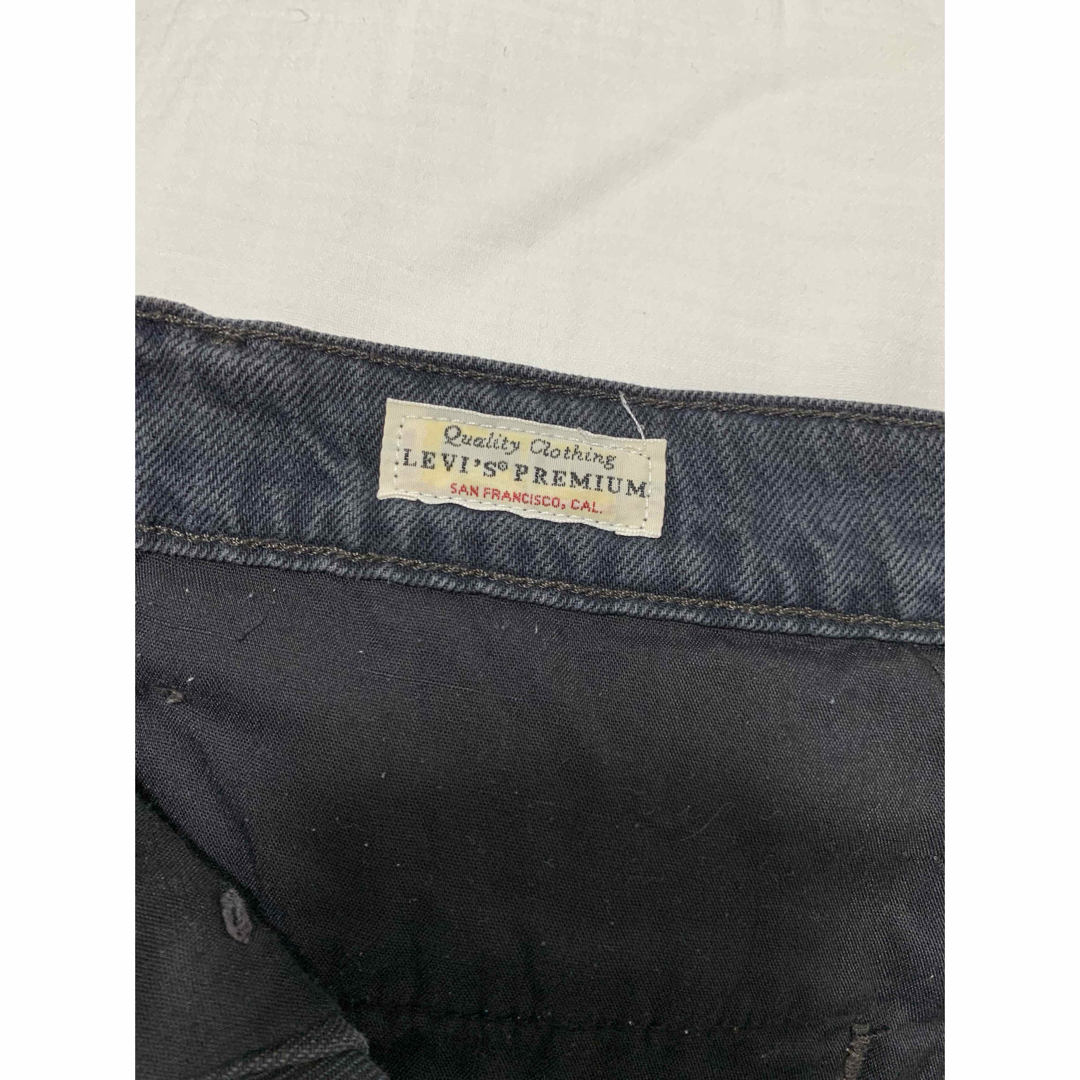 Quality Clothing
LEVI'S® PREMIUM
SAN FRANCISCO, CAL.